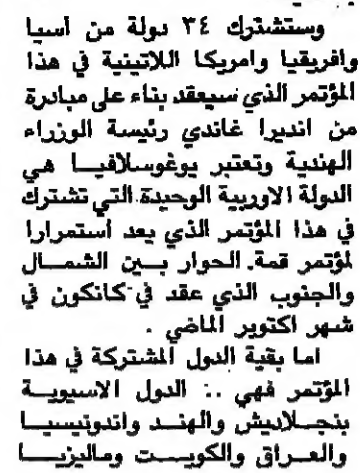 وستشترك ٣٤ دولة من آسيا
وافريقيا وامريكا اللاتينية في هذا
المؤتمر الذي سيعقد بناء على مبادرة
من انديرا غاندي رئيسة الوزراء
الهندية وتعتبر يوغوسلافيا هي
الدولة الاوربية الوحيدة التي تشترك
في هذا المؤتمر الذي يعد استمرارا
لمؤتمر قمة. الحوار بين الشمال
والجنوب الذي عقد في كانكون في
شهر اكتوبر الماضي .
اما بقية الدول المشتركة في هذا
المؤتمر فهي .: الدول الاسيوية
بنجلاديش والهند واندونيسيا
والعراق والكويت وماليزيا